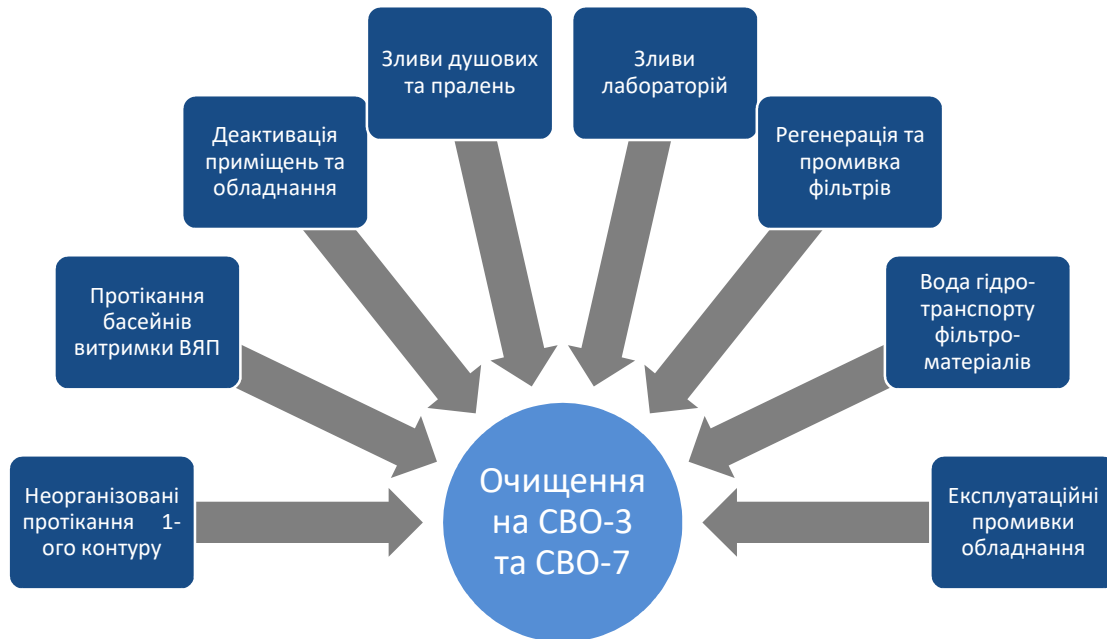 Зливи душових
та пралень
Зливи
лабораторій
Деактивація
приміщень та
обладнання
Регенерація та
промивка
фільтрів
Протікання
басейнів
витримки ВЯП
Вода гідро-
транспорту
фільтро-
матеріалів
Неорганізовані
протікання 1-
ого контуру
Очищення
на СВО-3
та СВО-7
Експлуатаційні
промивки
обладнання